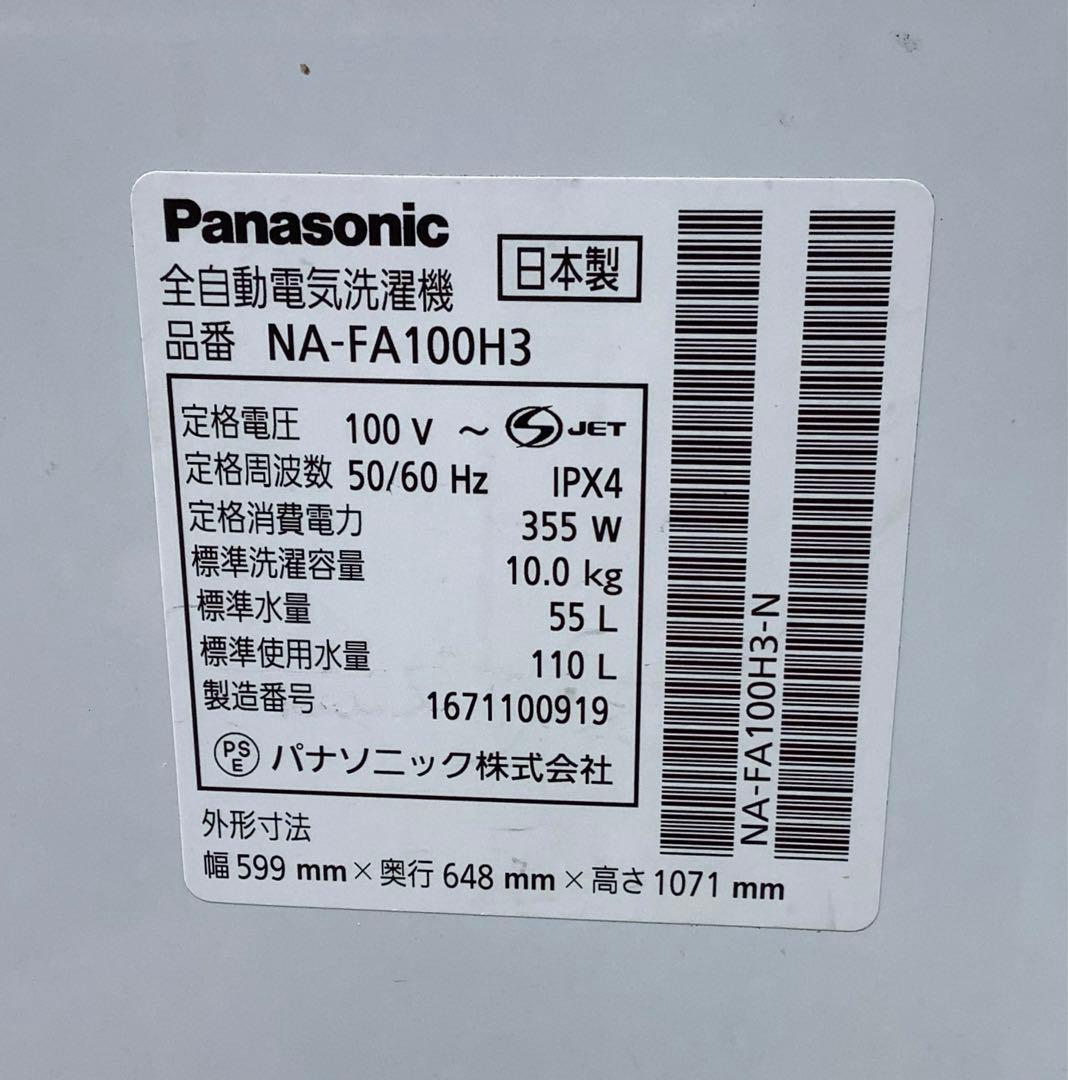 Panasonic
日本製
全自動電気洗濯機
品番 NA-FA100H3
定格電圧 100 V ~ S JET
定格周波数 50/60 Hz IPX4
定格消費電力 355 W
標準洗濯容量 10.0 kg
標準水量 55 L
標準使用水量 110 L
製造番号 1671100919
PSE パナソニック株式会社
外形寸法
幅 599 mm × 奥行 648 mm × 高さ 1071 mm
NA-FA100H3-N